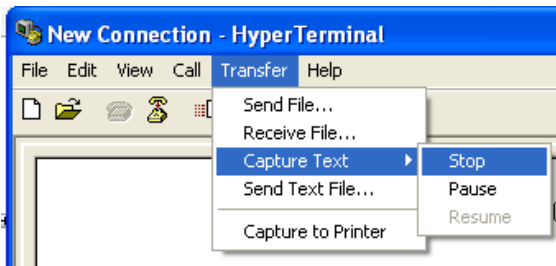 New Connection - HyperTerminal
File Edit View Call Transfer Help
Send File...
Receive File...
Capture Text
Stop
Send Text File...
Pause
Resume
Capture to Printer